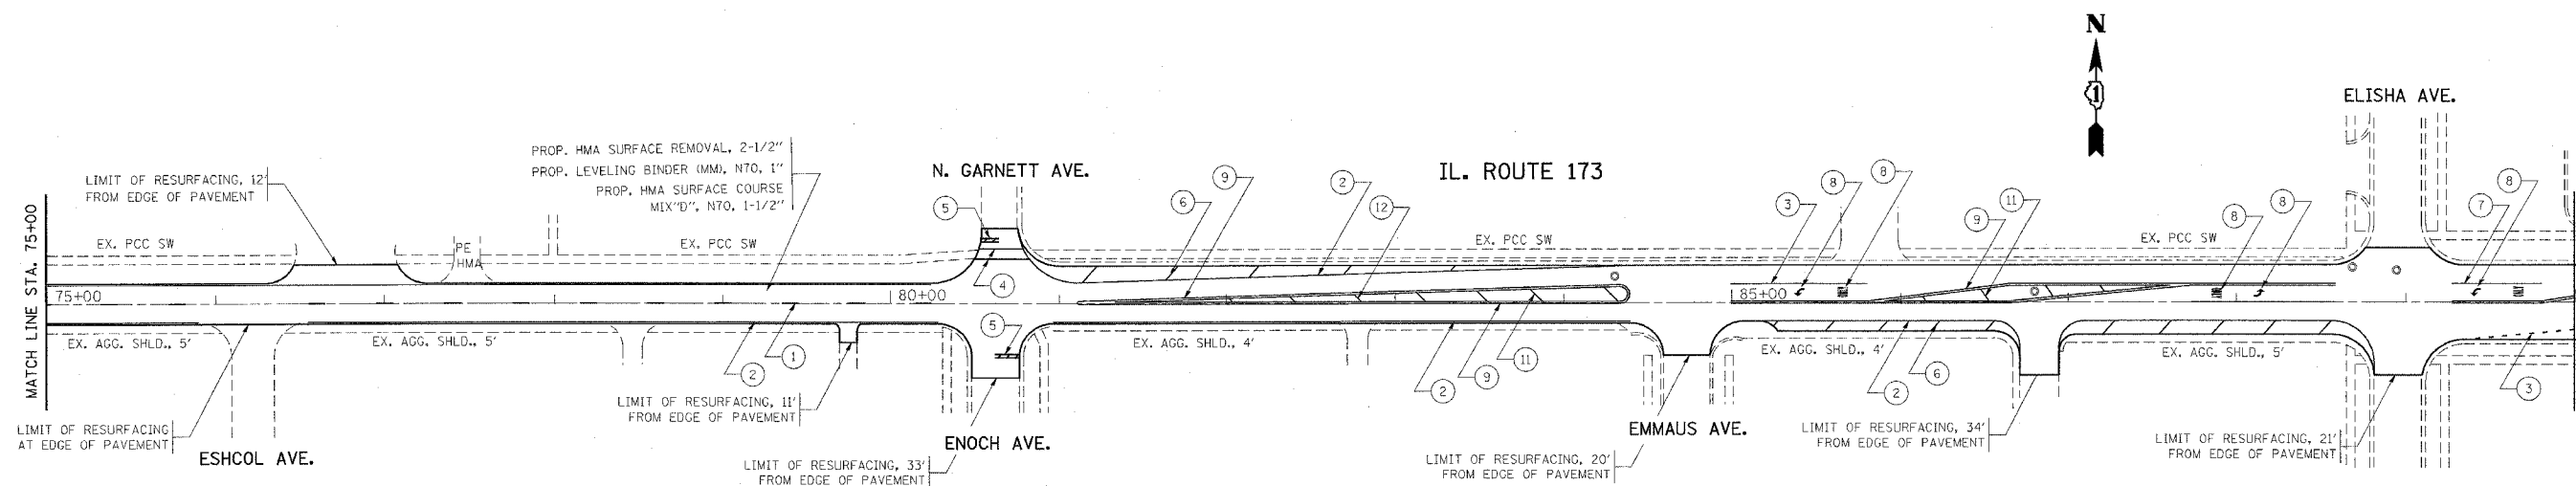 N
1
ELISHA AVE.
PROP. HMA SURFACE REMOVAL, 2-1/2"
PROP. LEVELING BINDER (MM), N70, 1"
PROP. HMA SURFACE COURSE
MIX"D", N70, 1-1/2"
N. GARNETT AVE.
IL. ROUTE 173
LIMIT OF RESURFACING, 12'
FROM EDGE OF PAVEMENT
5
6
9
2
12
3
8
8
9
11
8
8
7
8
MATCH LINE STA. 75+00
EX. PCC SW
PE
HMA
EX. PCC SW
EX. PCC SW
EX. PCC SW
4
75+00
80+00
85+00
EX. AGG. SHLD., 5'
EX. AGG. SHLD., 5'
5
EX. AGG. SHLD., 4'
EX. AGG. SHLD., 4'
EX. AGG. SHLD., 5'
2
1
2
9
11
2
6
3
LIMIT OF RESURFACING
AT EDGE OF PAVEMENT
ESHCOL AVE.
LIMIT OF RESURFACING, 11'
FROM EDGE OF PAVEMENT
ENOCH AVE.
LIMIT OF RESURFACING, 33'
FROM EDGE OF PAVEMENT
EMMAUS AVE.
LIMIT OF RESURFACING, 20'
FROM EDGE OF PAVEMENT
LIMIT OF RESURFACING, 34'
FROM EDGE OF PAVEMENT
LIMIT OF RESURFACING, 21'
FROM EDGE OF PAVEMENT